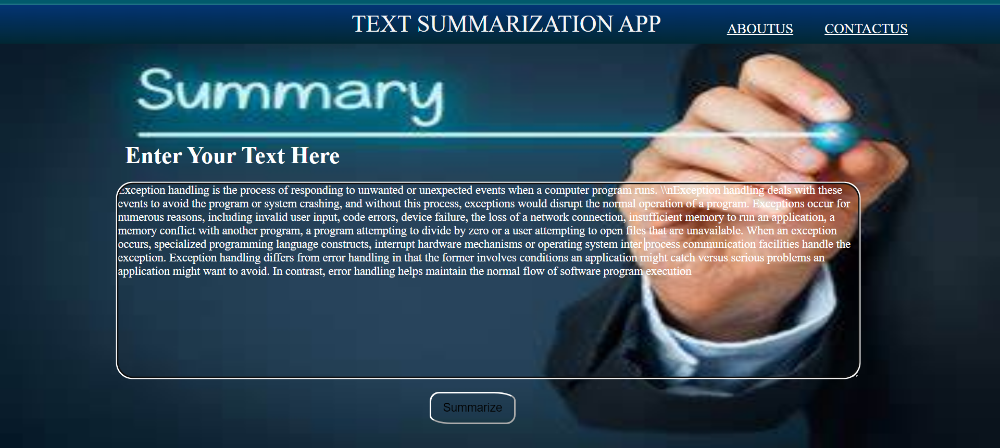 TEXT SUMMARIZATION APP
ABOUTUS
CONTACTUS
Summary
Enter Your Text Here
Exception handling is the process of responding to unwanted or unexpected events when a computer program runs. \\nException handling deals with these
events to avoid the program or system crashing, and without this process, exceptions would disrupt the normal operation of a program. Exceptions occur for
numerous reasons, including invalid user input, code errors, device failure, the loss of a network connection, insufficient memory to run an application, a
memory conflict with another program, a program attempting to divide by zero or a user attempting to open files that are unavailable. When an exception
occurs, specialized programming language constructs, interrupt hardware mechanisms or operating system inter process communication facilities handle the
exception. Exception handling differs from error handling in that the former involves conditions an application might catch versus serious problems an
application might want to avoid. In contrast, error handling helps maintain the normal flow of software program execution
Summarize